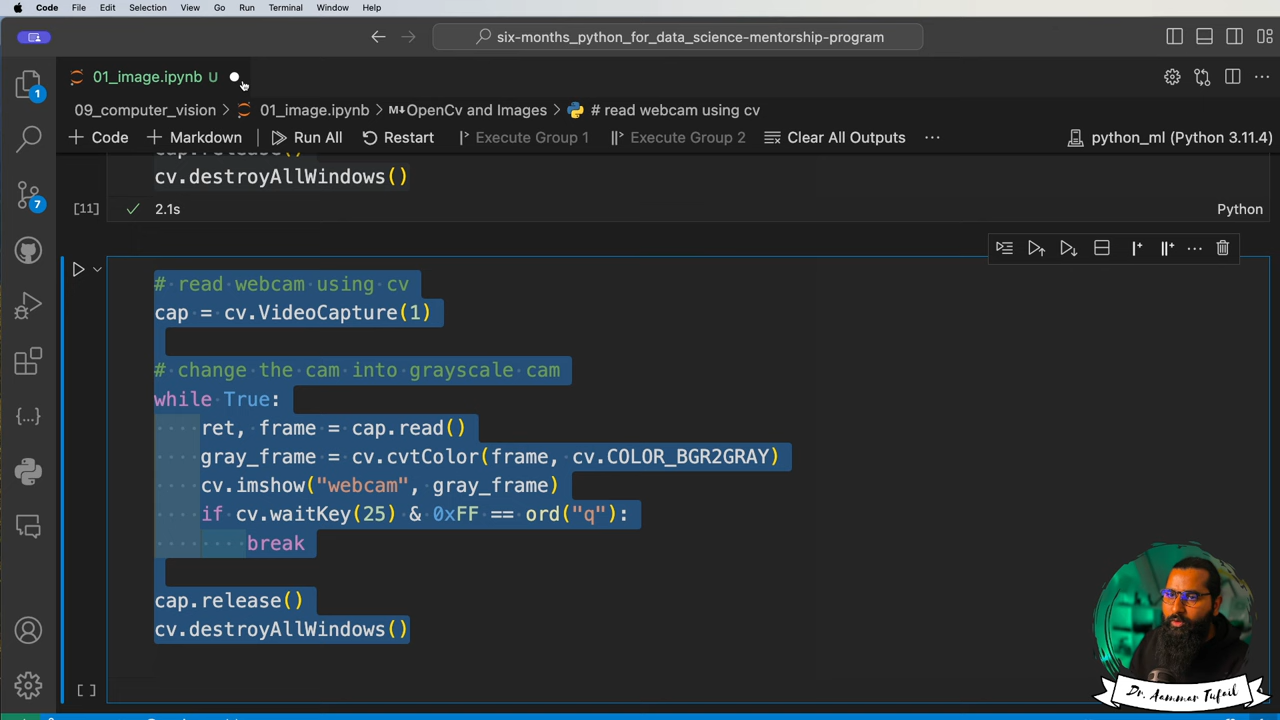 Code File Edit Selection View Go Run Terminal Window Help
six-months_python_for_data_science-mentorship-program
01_image.ipynb U
1
09_computer_vision > 01_image.ipynb > M↓OpenCv and Images > # read webcam using cv
+ Code + Markdown Run All Restart Execute Group 1 Execute Group 2 Clear All Outputs ··· python_ml (Python 3.11.4)
cap.release()
cv.destroyAllWindows()
7
[11] ✓ 2.1s Python
# read webcam using cv
cap = cv.VideoCapture(1)
# change the cam into grayscale cam
while True:
ret, frame = cap.read()
gray_frame = cv.cvtColor(frame, cv.COLOR_BGR2GRAY)
cv.imshow("webcam", gray_frame)
if cv.waitKey(25) & 0xFF == ord("q"):
break
cap.release()
cv.destroyAllWindows()
[ ]
Dr. Aammar Tufail